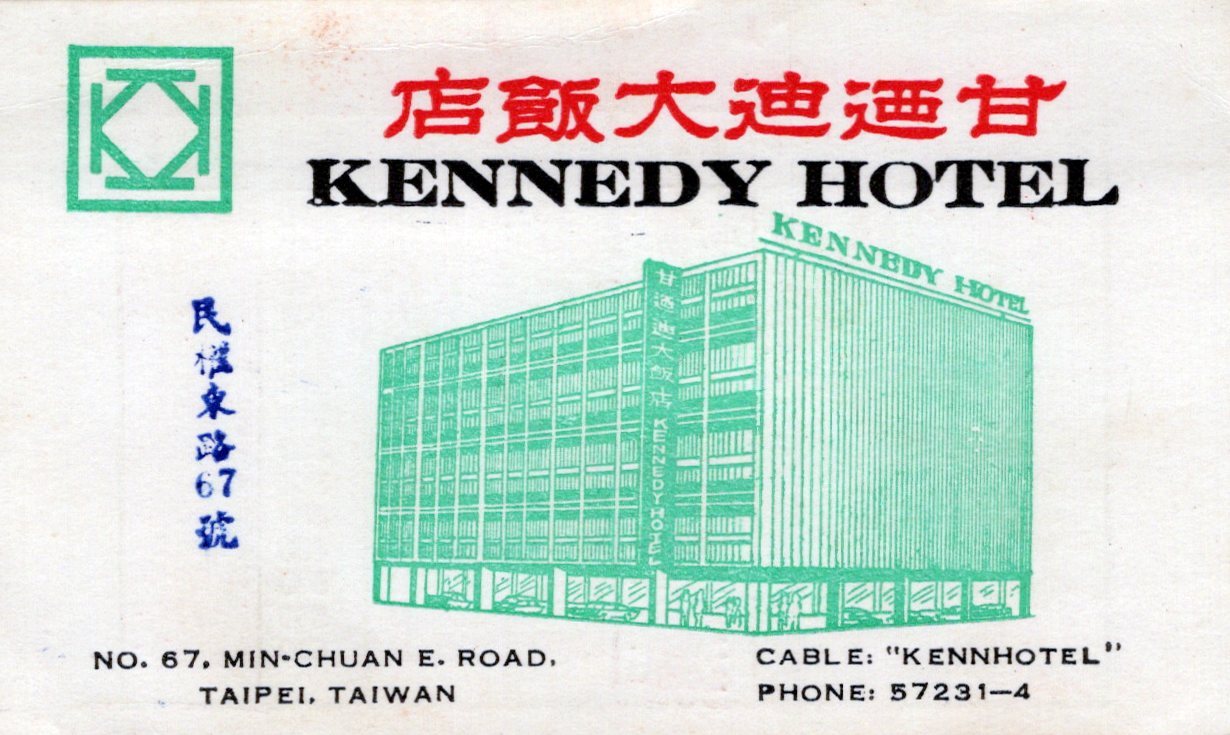 甘迺迪大飯店
KENNEDY HOTEL
KENNEDY HOTEL
甘迺迪大飯店 KENNEDY HOTEL
民權東路67號
NO. 67, MIN-CHUAN E. ROAD,
TAIPEI, TAIWAN
CABLE: "KENNHOTEL"
PHONE: 57231—4